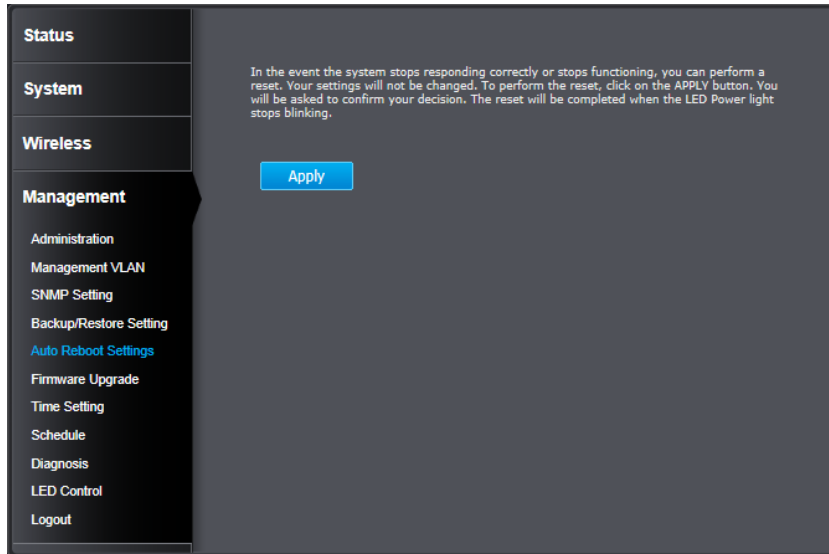 Status
System
Wireless
Management
Administration
Management VLAN
SNMP Setting
Backup/Restore Setting
Auto Reboot Settings
Firmware Upgrade
Time Setting
Schedule
Diagnosis
LED Control
Logout
In the event the system stops responding correctly or stops functioning, you can perform a
reset. Your settings will not be changed. To perform the reset, click on the APPLY button. You
will be asked to confirm your decision. The reset will be completed when the LED Power light
stops blinking.
Apply